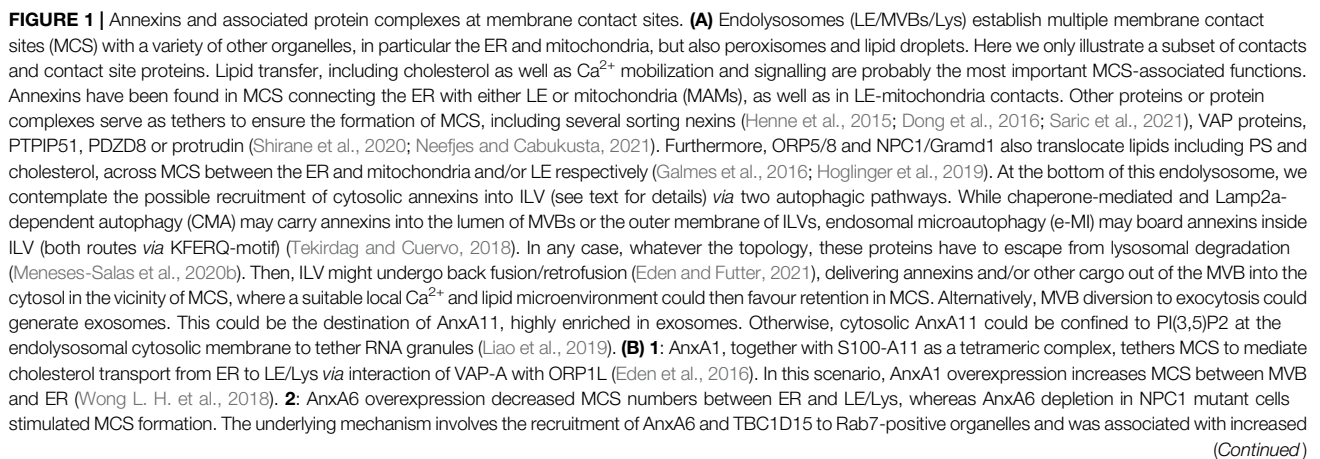 FIGURE 1 | Annexins and associated protein complexes at membrane contact sites. (A) Endolysosomes (LE/MVBs/Lys) establish multiple membrane contact
sites (MCS) with a variety of other organelles, in particular the ER and mitochondria, but also peroxisomes and lipid droplets. Here we only illustrate a subset of contacts
and contact site proteins. Lipid transfer, including cholesterol as well as Ca²⁺ mobilization and signalling are probably the most important MCS-associated functions.
Annexins have been found in MCS connecting the ER with either LE or mitochondria (MAMs), as well as in LE-mitochondria contacts. Other proteins or protein
complexes serve as tethers to ensure the formation of MCS, including several sorting nexins (Henne et al., 2015; Dong et al., 2016; Saric et al., 2021), VAP proteins,
PTPIP51, PDZD8 or protrudin (Shirane et al., 2020; Neefjes and Cabukusta, 2021). Furthermore, ORP5/8 and NPC1/Gramd1 also translocate lipids including PS and
cholesterol, across MCS between the ER and mitochondria and/or LE respectively (Galmes et al., 2016; Hoglinger et al., 2019). At the bottom of this endolysosome, we
contemplate the possible recruitment of cytosolic annexins into ILV (see text for details) via two autophagic pathways. While chaperone-mediated and Lamp2a-
dependent autophagy (CMA) may carry annexins into the lumen of MVBs or the outer membrane of ILVs, endosomal microautophagy (e-MI) may board annexins inside
ILV (both routes via KFERQ-motif) (Tekirdag and Cuervo, 2018). In any case, whatever the topology, these proteins have to escape from lysosomal degradation
(Meneses-Salas et al., 2020b). Then, ILV might undergo back fusion/retrofusion (Eden and Futter, 2021), delivering annexins and/or other cargo out of the MVB into the
cytosol in the vicinity of MCS, where a suitable local Ca²⁺ and lipid microenvironment could then favour retention in MCS. Alternatively, MVB diversion to exocytosis could
generate exosomes. This could be the destination of AnxA11, highly enriched in exosomes. Otherwise, cytosolic AnxA11 could be confined to PI(3,5)P2 at the
endolysosomal cytosolic membrane to tether RNA granules (Liao et al., 2019). (B) 1: AnxA1, together with S100-A11 as a tetrameric complex, tethers MCS to mediate
cholesterol transport from ER to LE/Lys via interaction of VAP-A with ORP1L (Eden et al., 2016). In this scenario, AnxA1 overexpression increases MCS between MVB
and ER (Wong L. H. et al., 2018). 2: AnxA6 overexpression decreased MCS numbers between ER and LE/Lys, whereas AnxA6 depletion in NPC1 mutant cells
stimulated MCS formation. The underlying mechanism involves the recruitment of AnxA6 and TBC1D15 to Rab7-positive organelles and was associated with increased
(Continued)